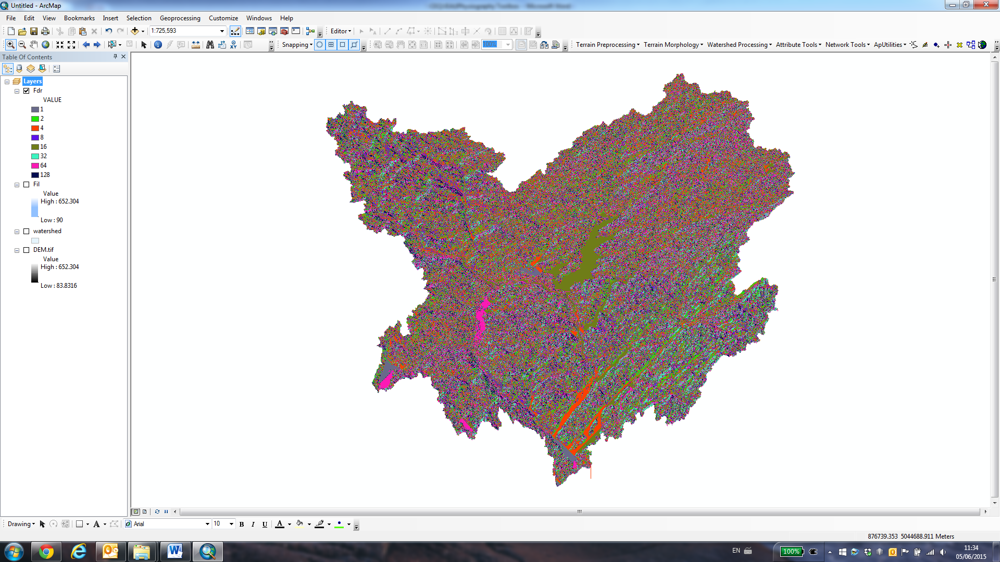 Untitled - ArcMap
File Edit View Bookmarks Insert Selection Geoprocessing Customize Windows Help
1:725,593 Editor
Snapping 100% Terrain Preprocessing Terrain Morphology Watershed Processing Attribute Tools Network Tools ApUtilities
Table Of Contents
Layers
Fdr
VALUE
1
2
4
8
16
32
64
128
Fil
Value
High : 652.304
Low : 90
watershed
DEM.tif
Value
High : 652.304
Low : 83.8316
Drawing A Arial 10 B I U A
876739.353 5044688.911 Meters
EN 100% 11:34
05/06/2015